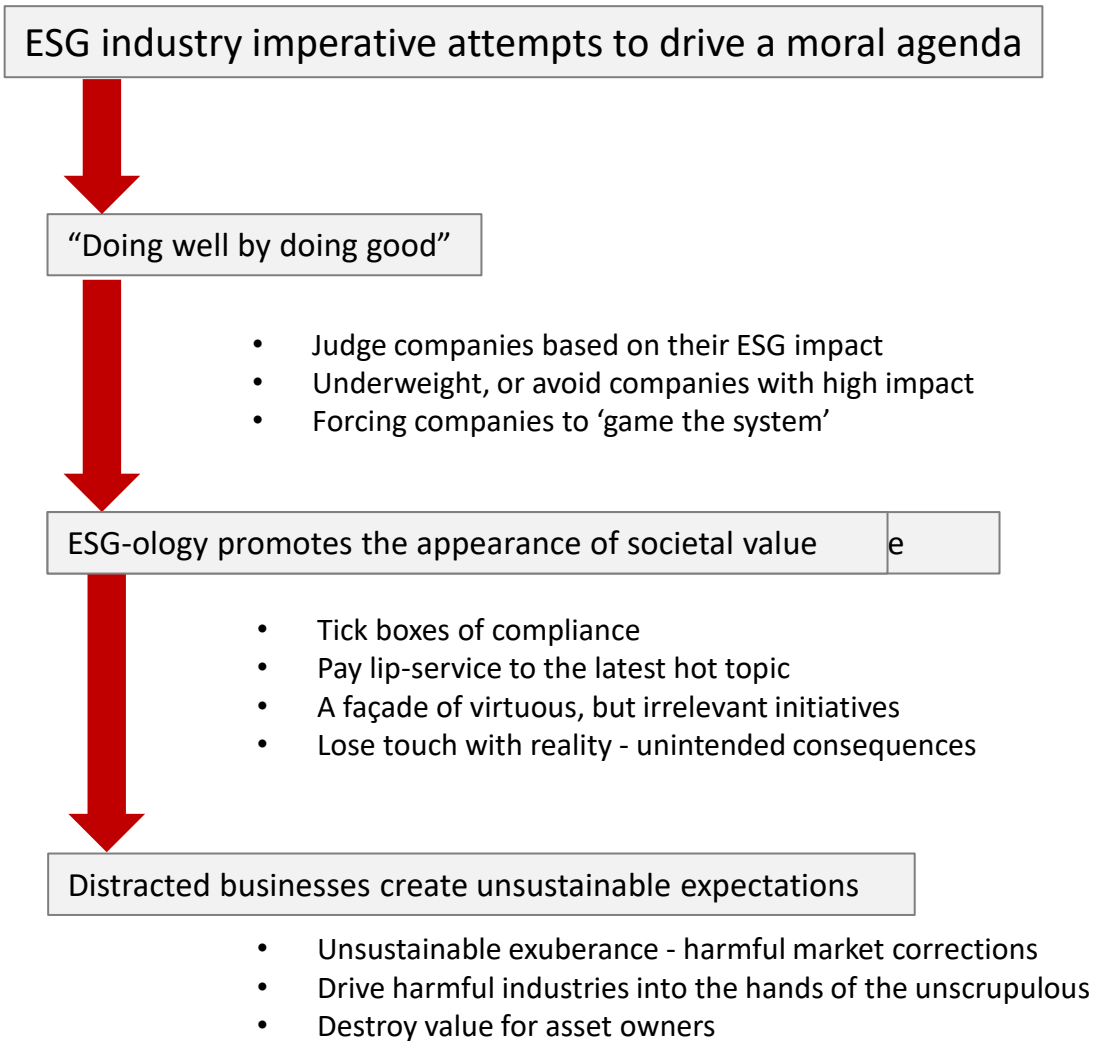 ESG industry imperative attempts to drive a moral agenda
“Doing well by doing good”
• Judge companies based on their ESG impact
• Underweight, or avoid companies with high impact
• Forcing companies to ‘game the system’
ESG-ology promotes the appearance of societal value e
• Tick boxes of compliance
• Pay lip-service to the latest hot topic
• A façade of virtuous, but irrelevant initiatives
• Lose touch with reality - unintended consequences
Distracted businesses create unsustainable expectations
• Unsustainable exuberance - harmful market corrections
• Drive harmful industries into the hands of the unscrupulous
• Destroy value for asset owners